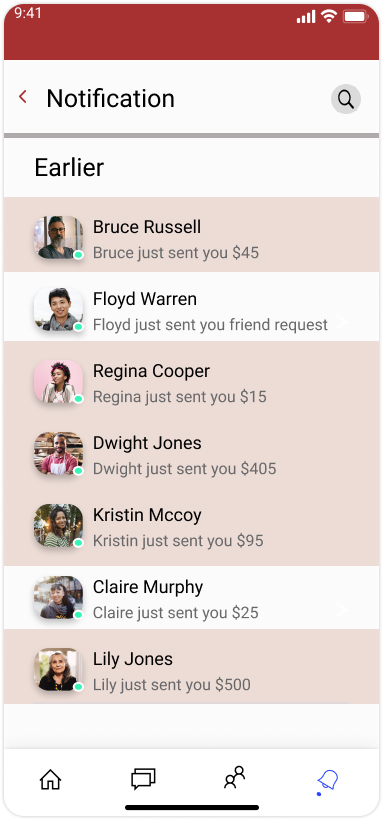 9:41
Notification
Earlier
Bruce Russell
Bruce just sent you $45
Floyd Warren
Floyd just sent you friend request
Regina Cooper
Regina just sent you $15
Dwight Jones
Dwight just sent you $405
Kristin Mccoy
Kristin just sent you $95
Claire Murphy
Claire just sent you $25
Lily Jones
Lily just sent you $500